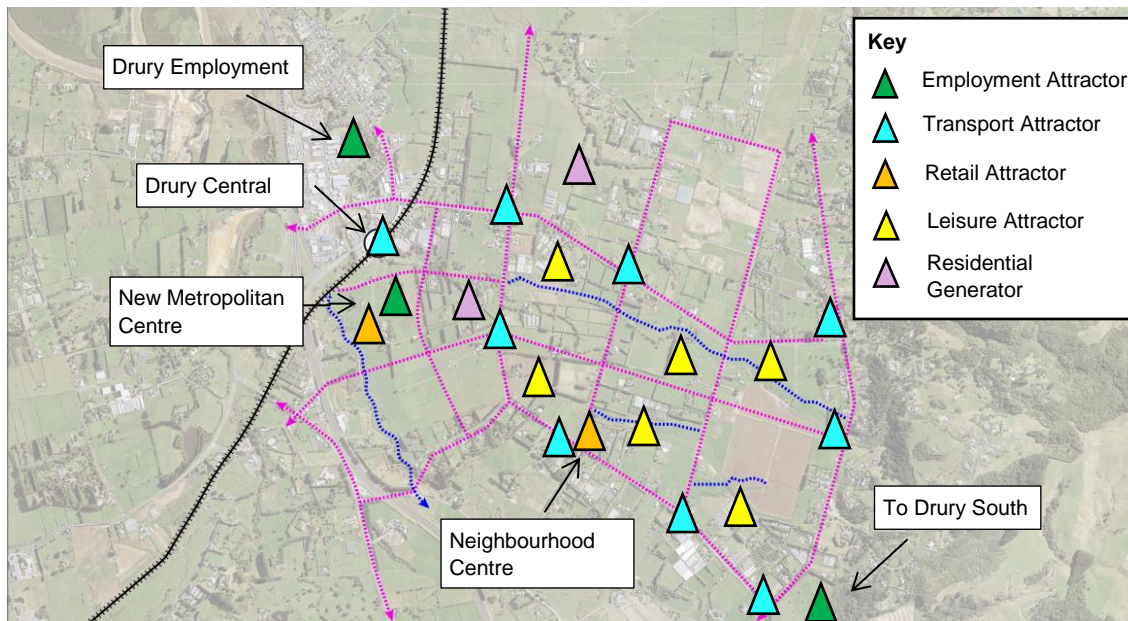 Drury Employment
Drury Central
New Metropolitan
Centre
Neighbourhood
Centre
To Drury South
Key
Employment Attractor
Transport Attractor
Retail Attractor
Leisure Attractor
Residential
Generator